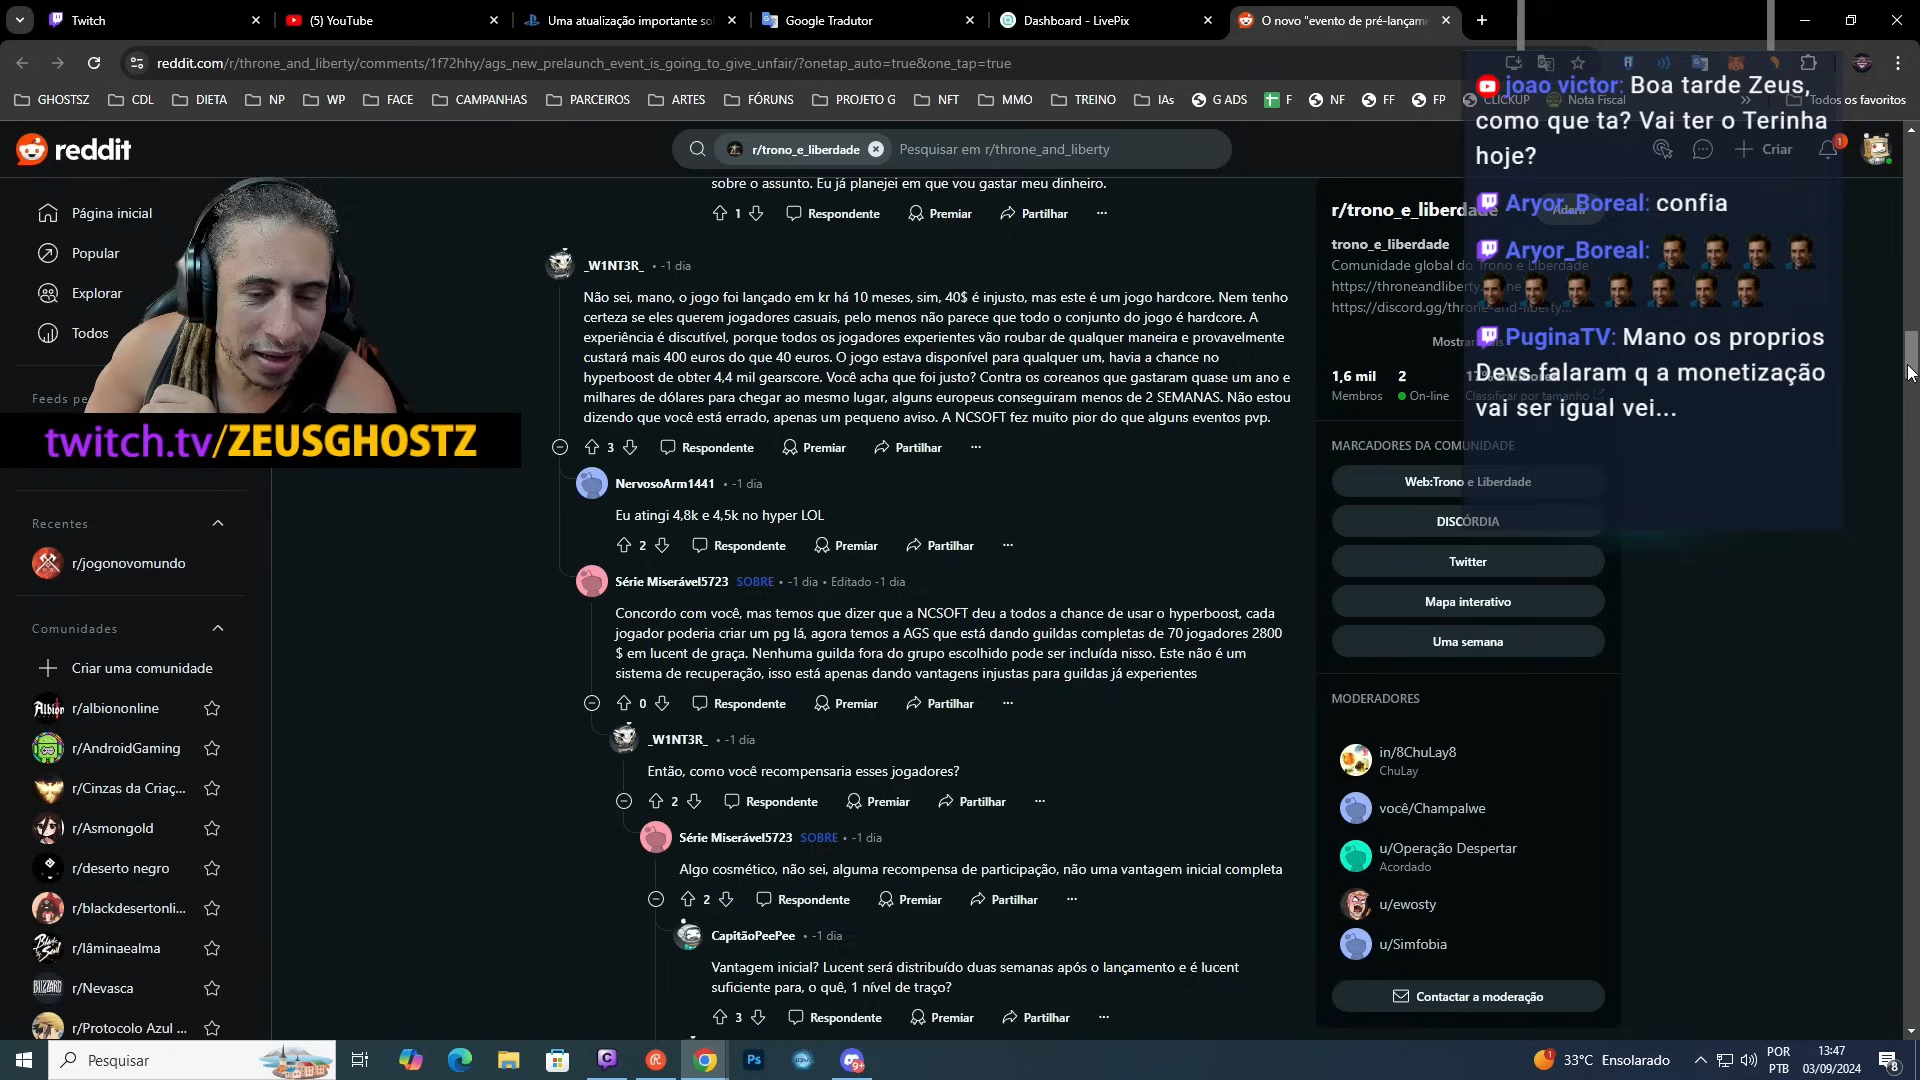 Twitch
(5) YouTube
Uma atualização importante so
Google Tradutor
Dashboard - LivePix
O novo "evento de pré-lançam
reddit.com/r/throne_and_liberty/comments/1f72hhy/ags_new_prelaunch_event_is_going_to_give_unfair/?onetap_auto=true&one_tap=true
GHOSTSZ
CDL
DIETA
NP
WP
FACE
CAMPANHAS
PARCEIROS
ARTES
FÓRUNS
PROJETO G
NFT
MMO
TREINO
IAs
G ADS
F
NF
FF
FP
CLICKUP
Nota Fiscal
Todos os favoritos
joao victor: Boa tarde Zeus,
como que ta? Vai ter o Terinha
hoje?
Aryor_Boreal: confia
Aryor_Boreal:
PuginaTV: Mano os proprios
Devs falaram q a monetização
vai ser igual vei...
reddit
r/trono_e_liberdade
Pesquisar em r/throne_and_liberty
Criar
1
Página inicial
Popular
Explorar
Todos
Feeds pe
twitch.tv/ZEUSGHOSTZ
Recentes
r/jogonovomundo
Comunidades
Criar uma comunidade
r/albiononline
r/AndroidGaming
r/Cinzas da Criaç...
r/Asmongold
r/deserto negro
r/blackdesertonli...
r/lâminaealma
r/Nevasca
r/Protocolo Azul ...
sobre o assunto. Eu já planejei em que vou gastar meu dinheiro.
1 Respondente Premiar Partilhar
_W1NT3R_ • -1 dia
Não sei, mano, o jogo foi lançado em kr há 10 meses, sim, 40$ é injusto, mas este é um jogo hardcore. Nem tenho
certeza se eles querem jogadores casuais, pelo menos não parece que todo o conjunto do jogo é hardcore. A
experiência é discutível, porque todos os jogadores experientes vão roubar de qualquer maneira e provavelmente
custará mais 400 euros do que 40 euros. O jogo estava disponível para qualquer um, havia a chance no
hyperboost de obter 4,4 mil gearscore. Você acha que foi justo? Contra os coreanos que gastaram quase um ano e
milhares de dólares para chegar ao mesmo lugar, alguns europeus conseguiram menos de 2 SEMANAS. Não estou
dizendo que você está errado, apenas um pequeno aviso. A NCSOFT fez muito pior do que alguns eventos pvp.
3 Respondente Premiar Partilhar
NervosoArm1441 • -1 dia
Eu atingi 4,8k e 4,5k no hyper LOL
2 Respondente Premiar Partilhar
Série Miserável5723 SOBRE • -1 dia • Editado -1 dia
Concordo com você, mas temos que dizer que a NCSOFT deu a todos a chance de usar o hyperboost, cada
jogador poderia criar um pg lá, agora temos a AGS que está dando guildas completas de 70 jogadores 2800
$ em lucent de graça. Nenhuma guilda fora do grupo escolhido pode ser incluída nisso. Este não é um
sistema de recuperação, isso está apenas dando vantagens injustas para guildas já experientes
0 Respondente Premiar Partilhar
_W1NT3R_ • -1 dia
Então, como você recompensaria esses jogadores?
2 Respondente Premiar Partilhar
Série Miserável5723 SOBRE • -1 dia
Algo cosmético, não sei, alguma recompensa de participação, não uma vantagem inicial completa
2 Respondente Premiar Partilhar
CapitãoPeePee • -1 dia
Vantagem inicial? Lucent será distribuído duas semanas após o lançamento e é lucent
suficiente para, o quê, 1 nível de traço?
3 Respondente Premiar Partilhar
r/trono_e_liberdade
trono_e_liberdade
Comunidade global do Trono e Liberdade
https://throneandliberty.
https://discord.gg/throne-and-liberty...
1,6 mil
Membros
2
On-line
Classificar por tamanho
MARCADORES DA COMUNIDADE
Web:Trono e Liberdade
DISCÓRDIA
Twitter
Mapa interativo
Uma semana
MODERADORES
in/8ChuLay8
ChuLay
você/Champalwe
u/Operação Despertar
Acordado
u/ewosty
u/Simfobia
Contactar a moderação
Pesquisar
Ps
9+
33°C Ensolarado
POR
PTB
13:47
03/09/2024
8